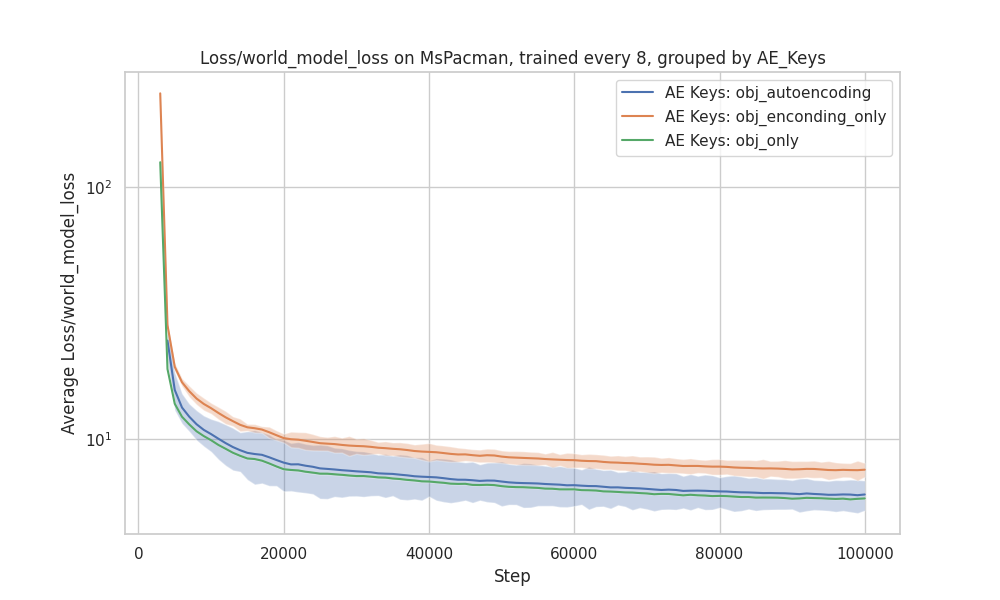 Loss/world_model_loss on MsPacman, trained every 8, grouped by AE_Keys
AE Keys: obj_autoencoding
AE Keys: obj_enconding_only
AE Keys: obj_only
Average Loss/world_model_loss
10²
10¹
0
20000
40000
60000
80000
100000
Step